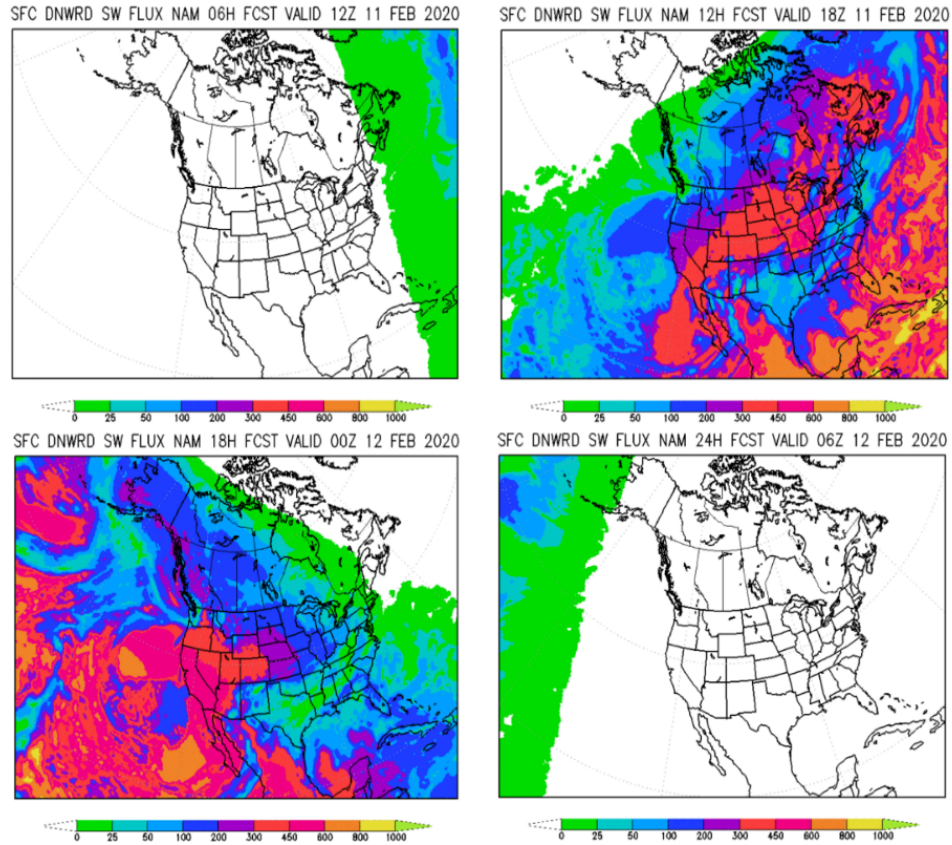 SFC DNWRD SW FLUX NAM 06H FCST VALID 12Z 11 FEB 2020
SFC DNWRD SW FLUX NAM 12H FCST VALID 18Z 11 FEB 2020
0 25 50 100 200 300 450 600 800 1000
0 25 50 100 200 300 450 600 800 1000
SFC DNWRD SW FLUX NAM 18H FCST VALID 00Z 12 FEB 2020
SFC DNWRD SW FLUX NAM 24H FCST VALID 06Z 12 FEB 2020
0 25 50 100 200 300 450 600 800 1000
0 25 50 100 200 300 450 600 800 1000